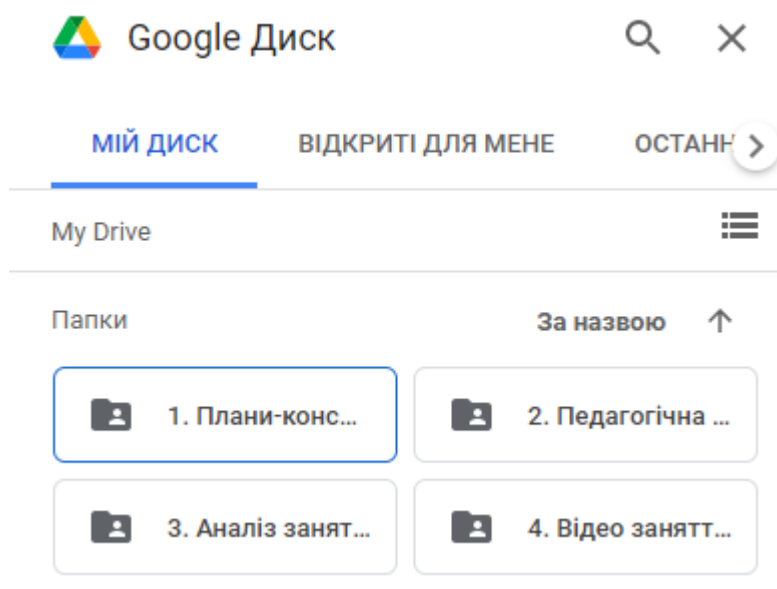 Google Диск
МІЙ ДИСК ВІДКРИТІ ДЛЯ МЕНЕ ОСТАНН
My Drive
Папки За назвою
1. Плани-конс... 2. Педагогічна ...
3. Аналіз занят... 4. Відео занятт...